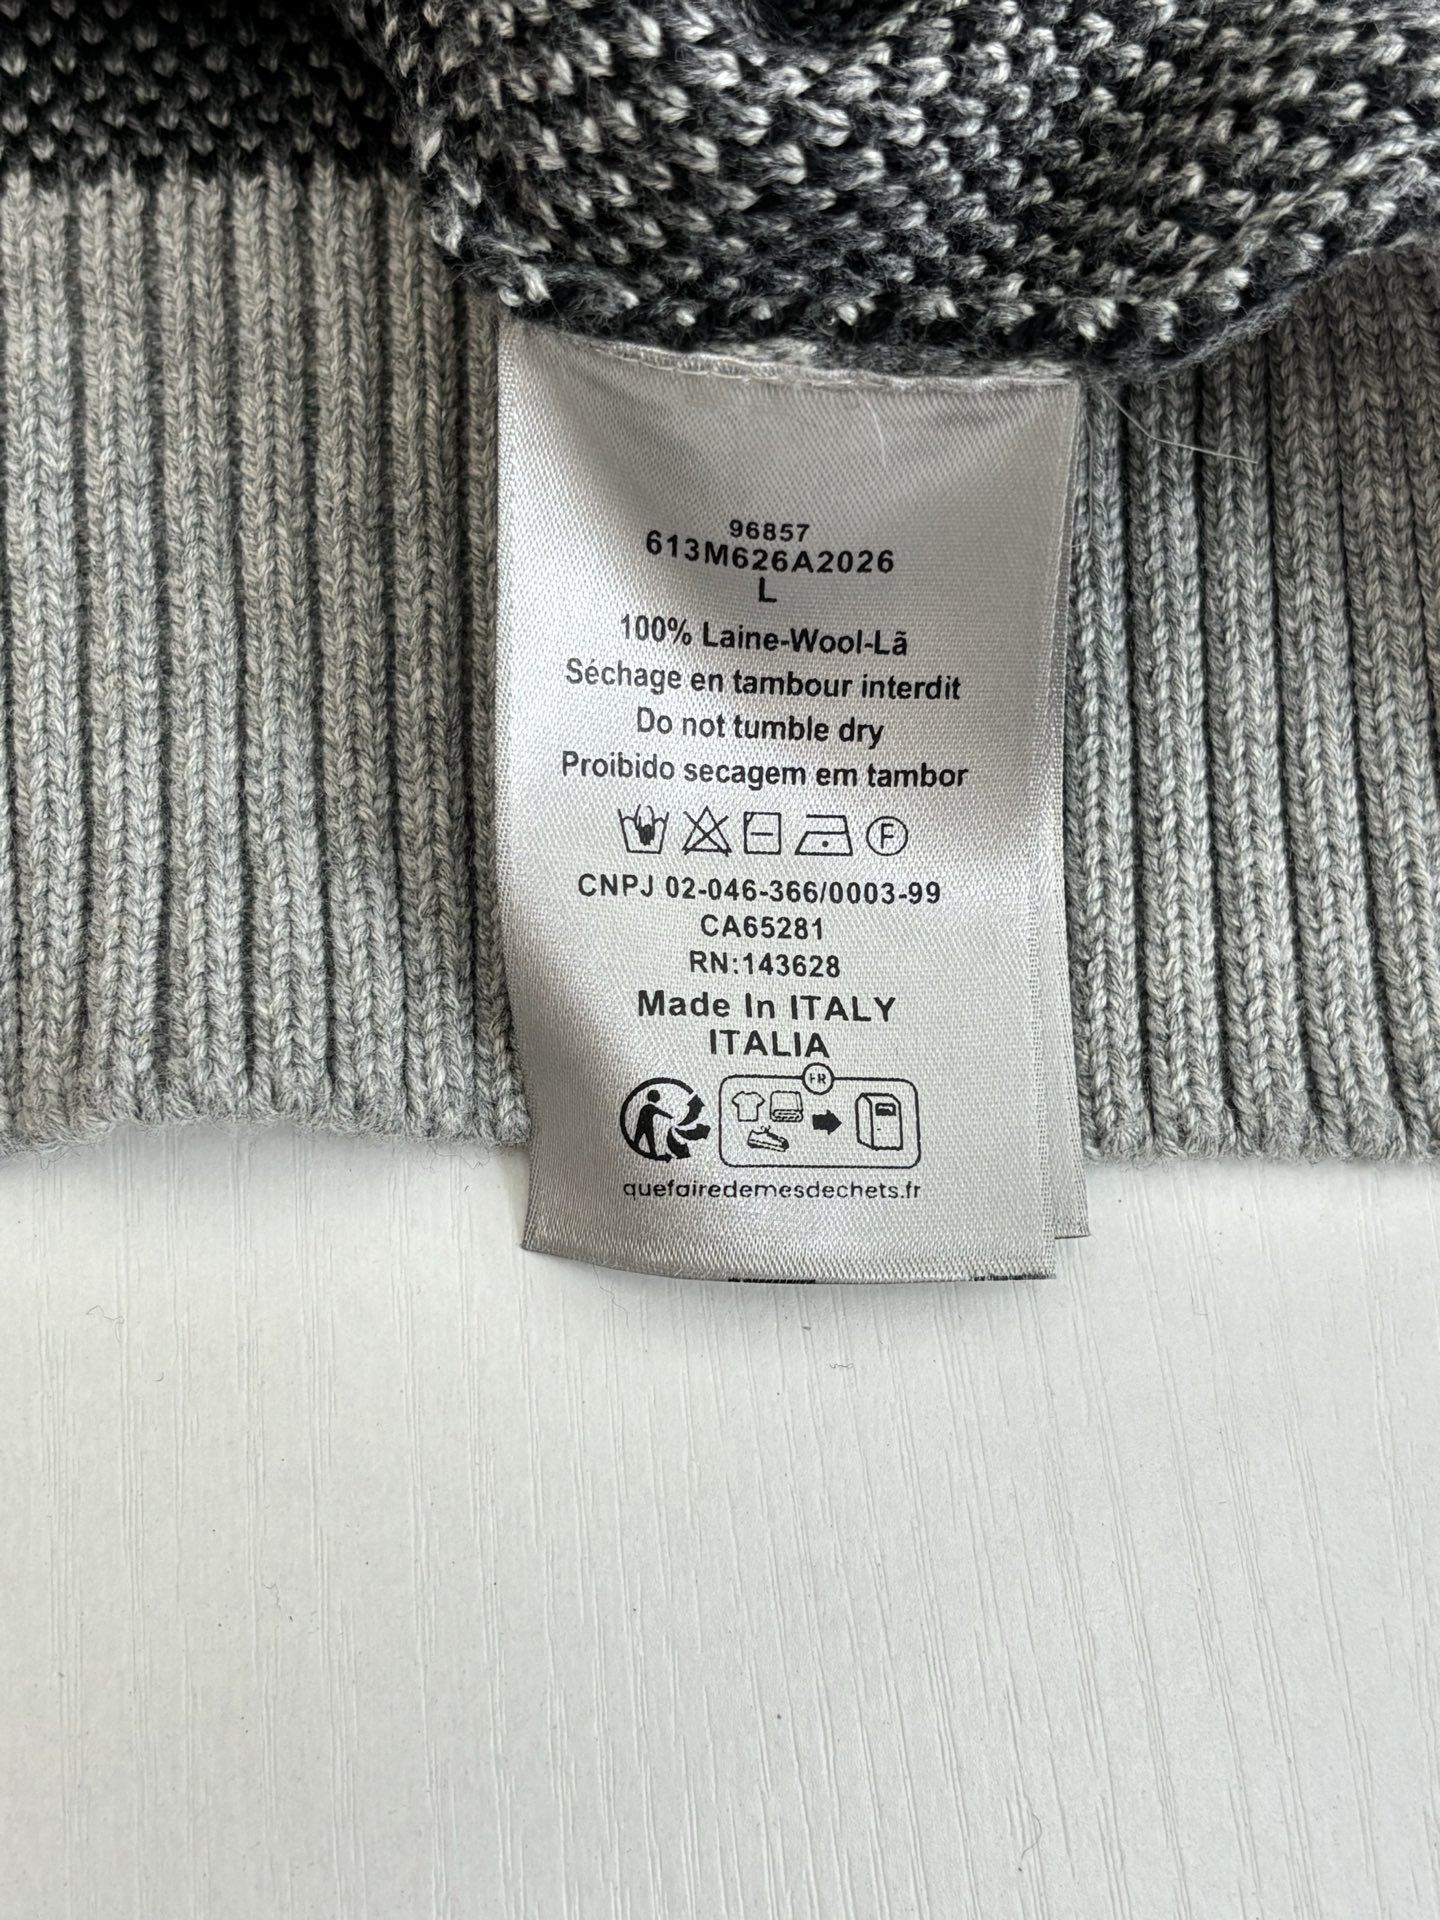 96857
613M626A2026
L
100% Laine-Wool-Lã
Séchage en tambour interdit
Do not tumble dry
Proibido secagem em tambor
F
CNPJ 02-046-366/0003-99
CA65281
RN:143628
Made In ITALY
ITALIA
FR
quefairedemesdechets.fr